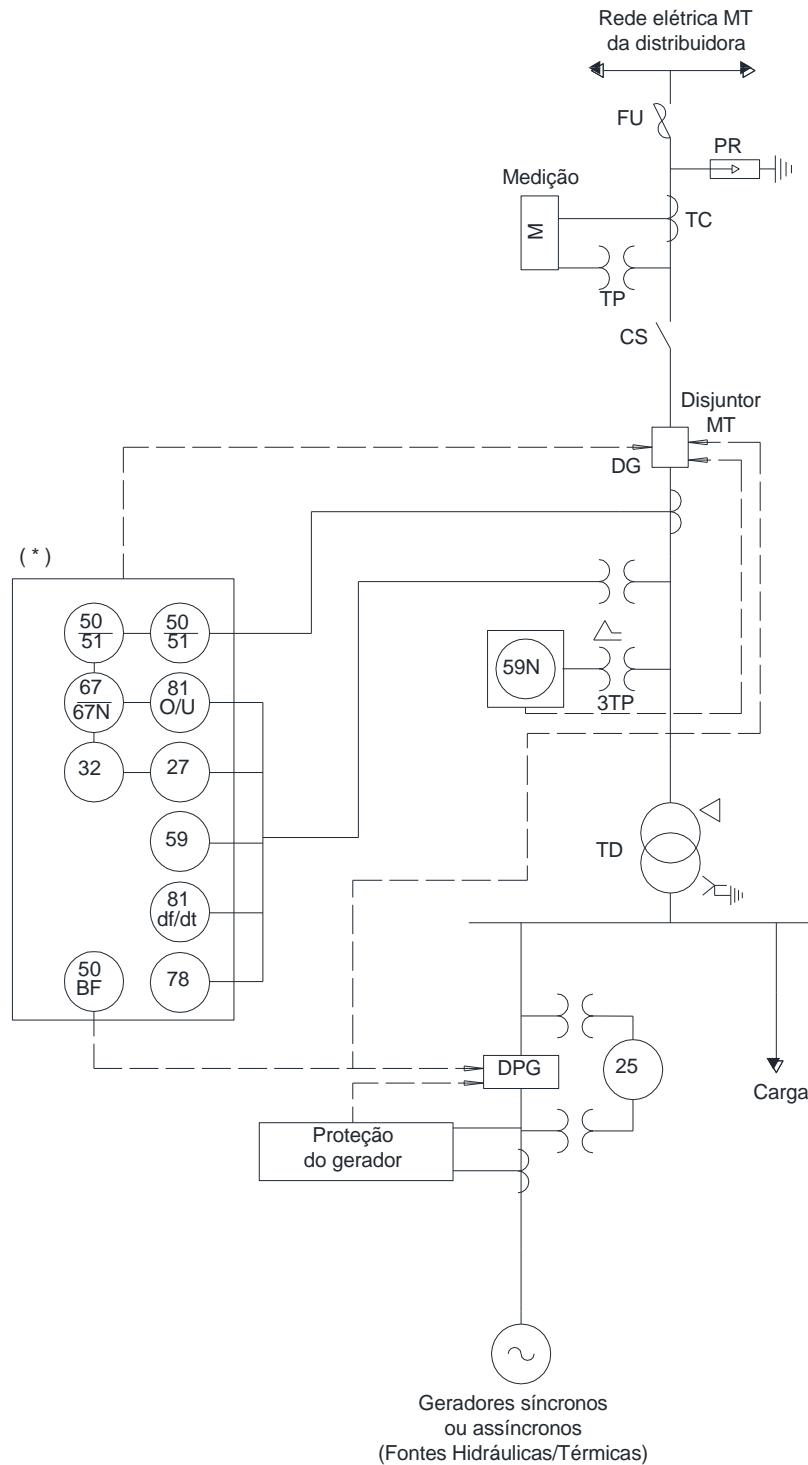 Rede elétrica MT
da distribuidora
FU
PR
Medição
M
TC
TP
CS
Disjuntor
MT
DG
( * )
50
51
50
51
59N
67
67N
81
O/U
3TP
32
27
59
TD
81
df/dt
50
BF
78
DPG
25
Carga
Proteção
do gerador
Geradores síncronos
ou assíncronos
(Fontes Hidráulicas/Térmicas)